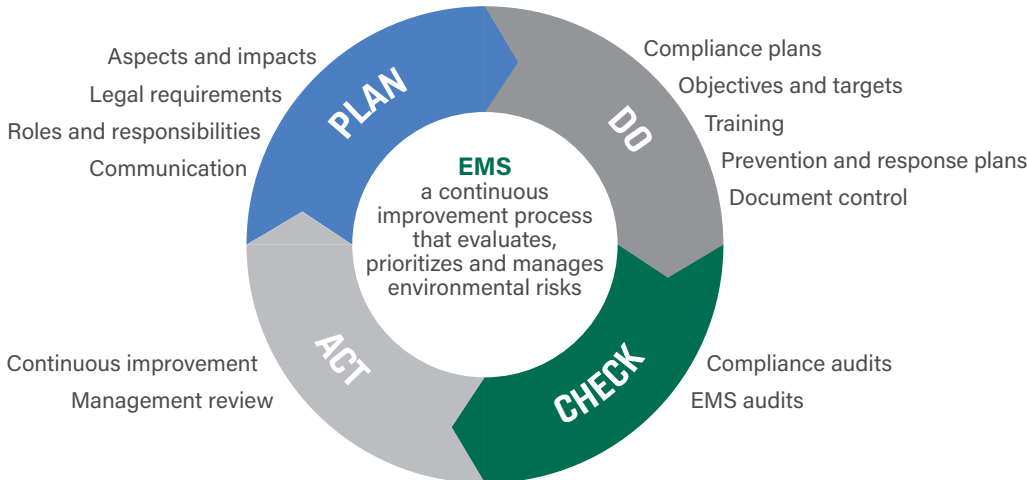 Aspects and impacts
Legal requirements
Roles and responsibilities
Communication
PLAN
DO
Compliance plans
Objectives and targets
Training
Prevention and response plans
Document control
EMS
a continuous
improvement process
that evaluates,
prioritizes and manages
environmental risks
CHECK
Compliance audits
EMS audits
ACT
Continuous improvement
Management review